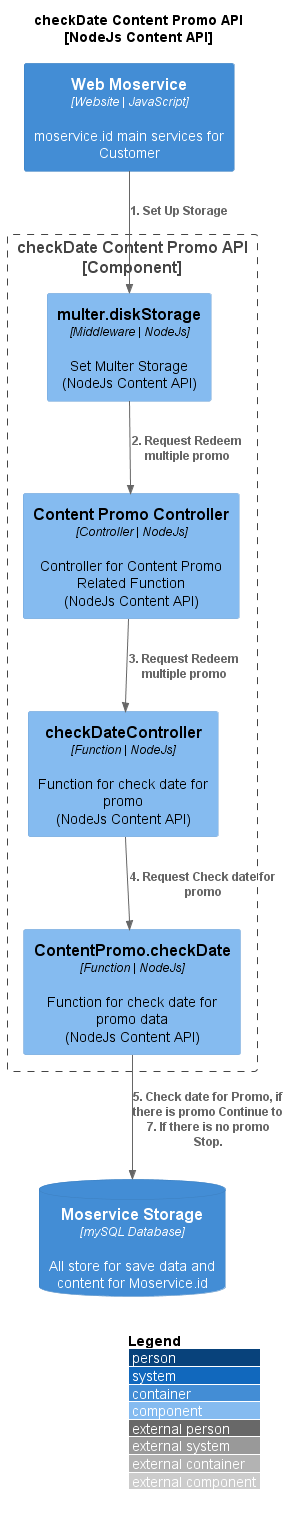 checkDate Content Promo API
[NodeJs Content API]
Web Moservice
[Website | JavaScript]
moservice.id main services for
Customer
1. Set Up Storage
checkDate Content Promo API
[Component]
multer.diskStorage
[Middleware | NodeJs]
Set Multer Storage
(NodeJs Content API)
2. Request Redeem
multiple promo
Content Promo Controller
[Controller | NodeJs]
Controller for Content Promo
Related Function
(NodeJs Content API)
3. Request Redeem
multiple promo
checkDateController
[Function | NodeJs]
Function for check date for
promo
(NodeJs Content API)
4. Request Check date for
promo
ContentPromo.checkDate
[Function | NodeJs]
Function for check date for
promo data
(NodeJs Content API)
5. Check date for Promo, if
there is promo Continue to
7. If there is no promo
Stop.
Moservice Storage
[mySQL Database]
All store for save data and
content for Moservice.id
Legend
person
system
container
component
external person
external system
external container
external component